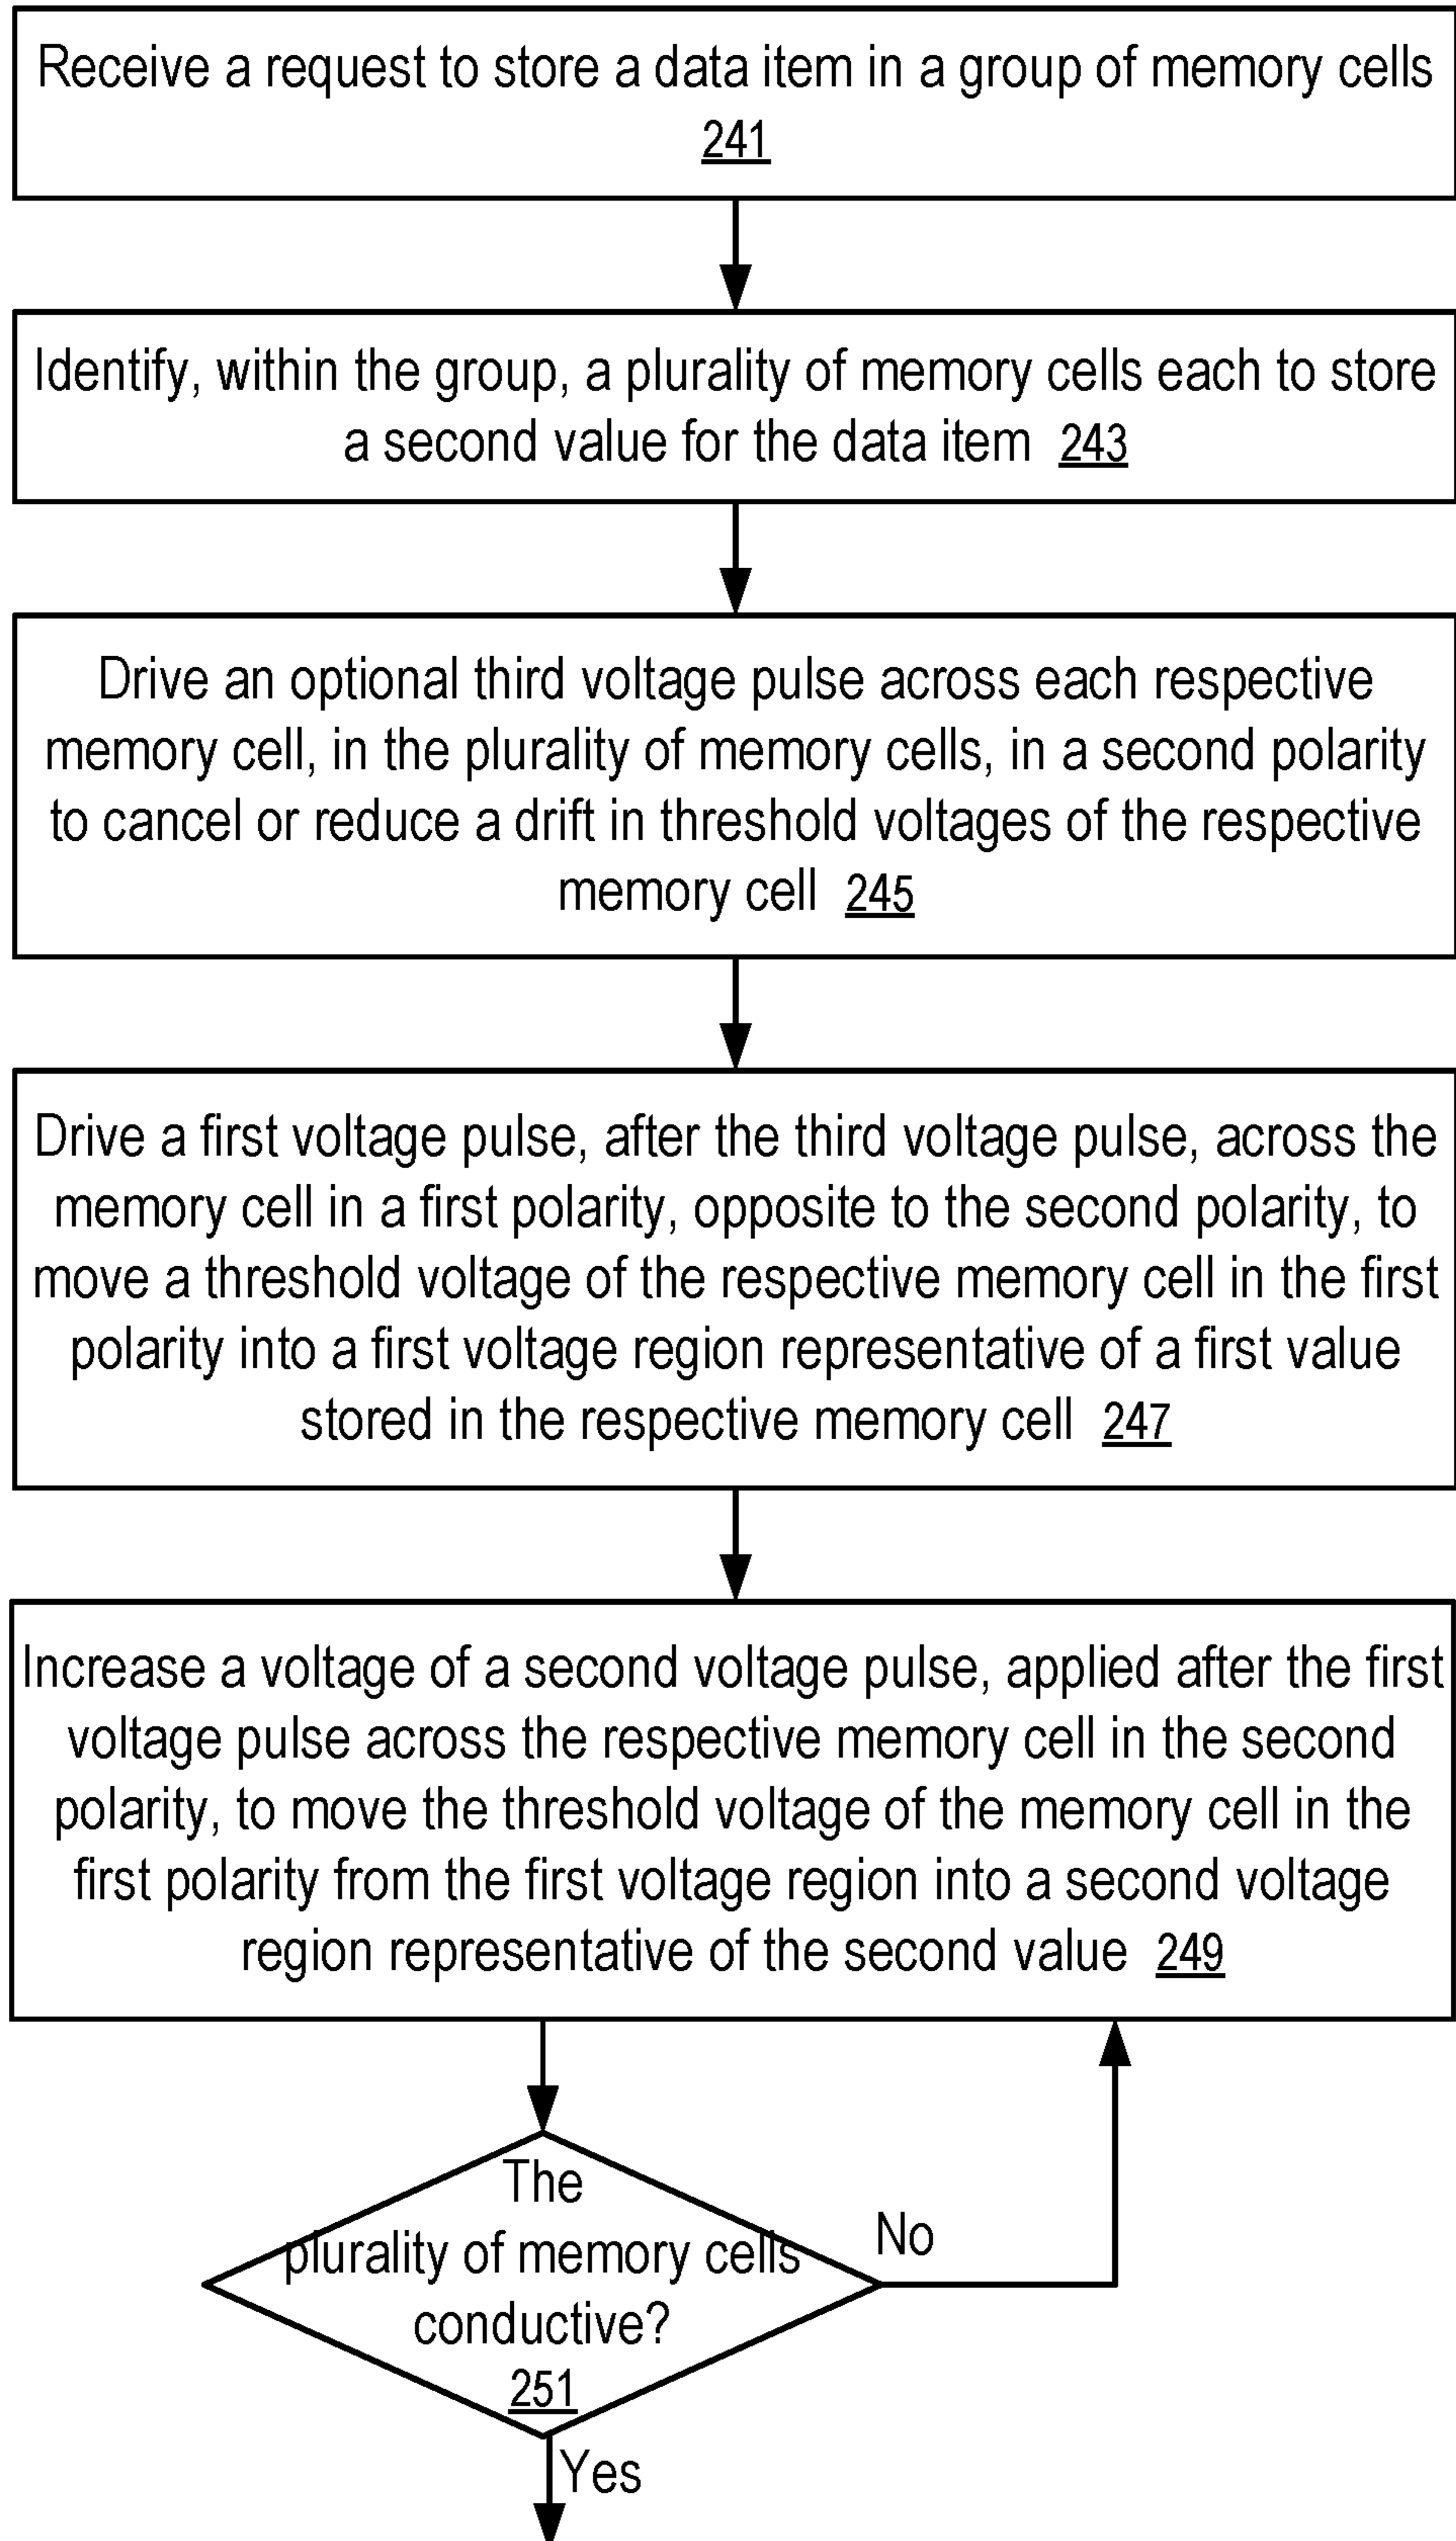 Receive a request to store a data item in a group of memory cells
241
Identify, within the group, a plurality of memory cells each to store
a second value for the data item 243
Drive an optional third voltage pulse across each respective
memory cell, in the plurality of memory cells, in a second polarity
to cancel or reduce a drift in threshold voltages of the respective
memory cell 245
Drive a first voltage pulse, after the third voltage pulse, across the
memory cell in a first polarity, opposite to the second polarity, to
move a threshold voltage of the respective memory cell in the first
polarity into a first voltage region representative of a first value
stored in the respective memory cell 247
Increase a voltage of a second voltage pulse, applied after the first
voltage pulse across the respective memory cell in the second
polarity, to move the threshold voltage of the memory cell in the
first polarity from the first voltage region into a second voltage
region representative of the second value 249
The
plurality of memory cells
conductive?
251
No
Yes